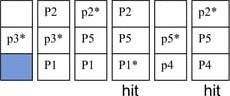 P2 p2* P2 p2*
p3* p3* P5 P5 p5* P5
P1 P1 P1* p4 p4
hit hit